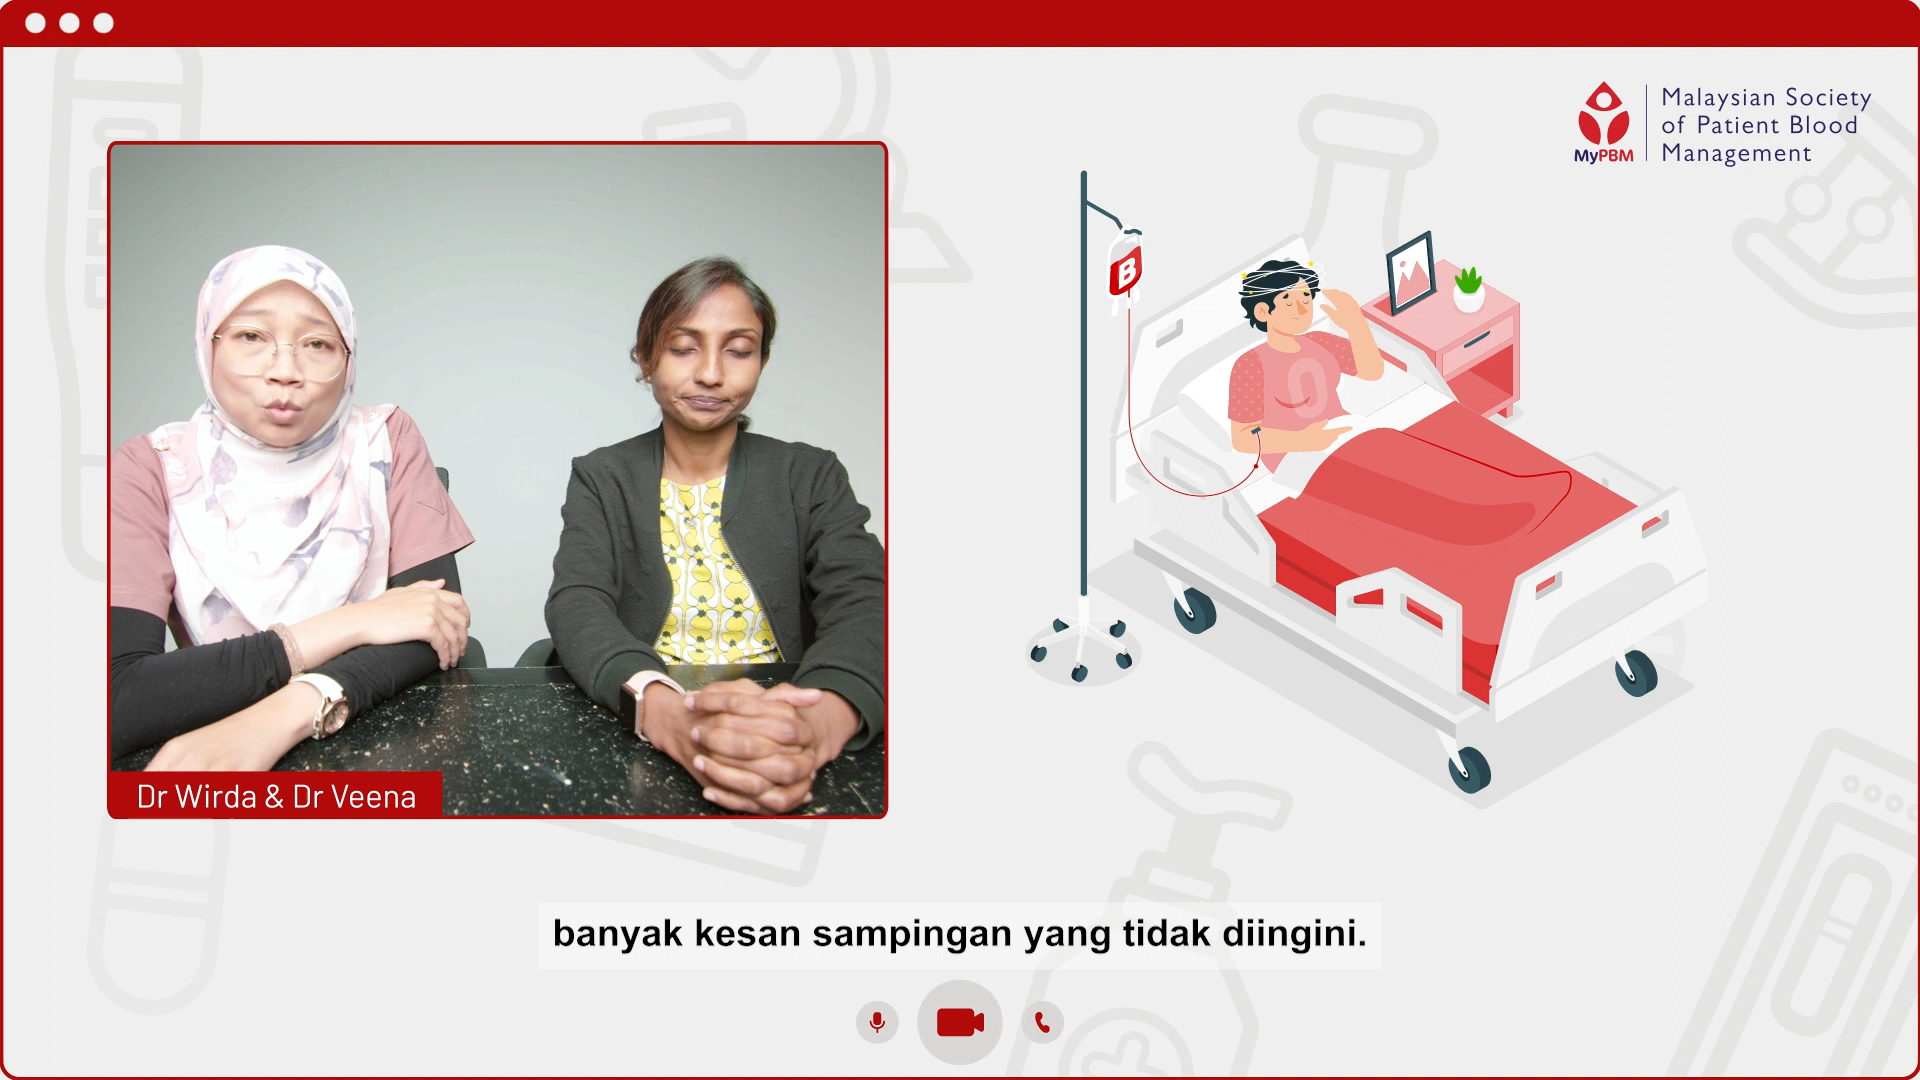 Malaysian Society
of Patient Blood
Management
MyPBM
B
Dr Wirda & Dr Veena
banyak kesan sampingan yang tidak diingini.